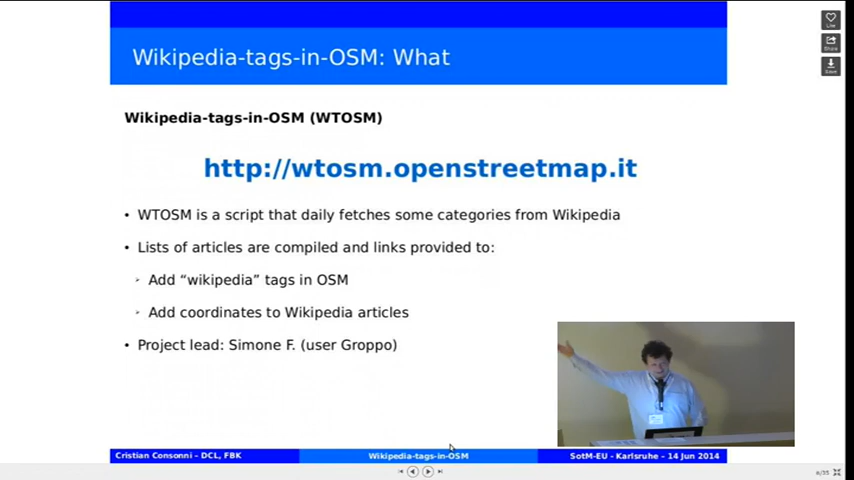 Wikipedia-tags-in-OSM: What
Like
Share
Save
Wikipedia-tags-in-OSM (WTOSM)
http://wtosm.openstreetmap.it
• WTOSM is a script that daily fetches some categories from Wikipedia
• Lists of articles are compiled and links provided to:
Add “wikipedia” tags in OSM
Add coordinates to Wikipedia articles
• Project lead: Simone F. (user Groppo)
Cristian Consonni – DCL, FBK
Wikipedia-tags-in-OSM
SotM-EU - Karlsruhe – 14 Jun 2014